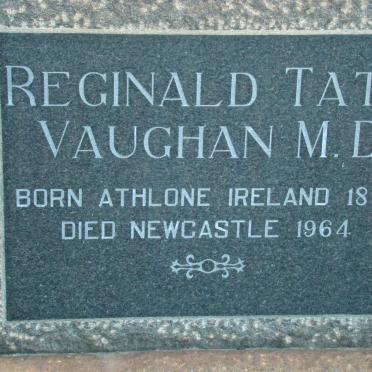 REGINALD TAT
VAUGHAN M.D
BORN ATHLONE IRELAND 18
DIED NEWCASTLE 1964